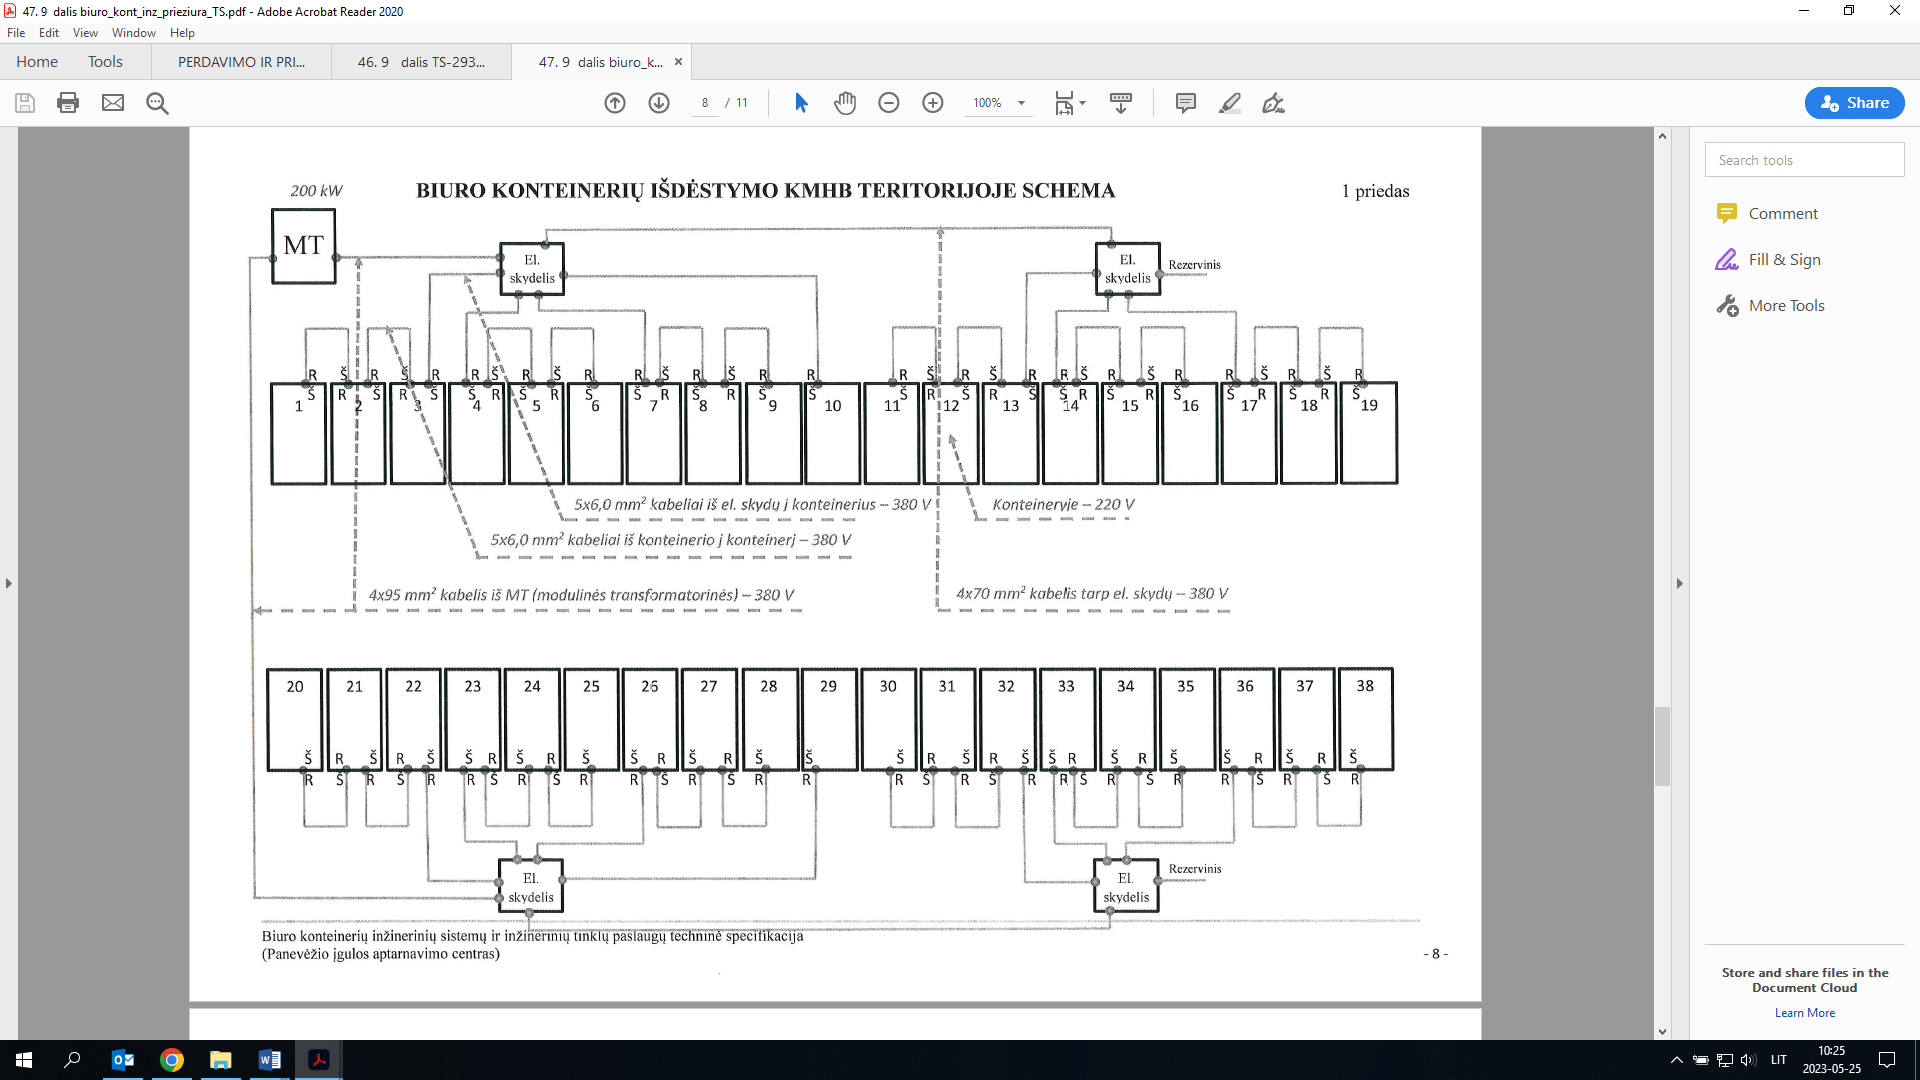 47. 9 dalis biuro_kont_inz_prieziura_TS.pdf - Adobe Acrobat Reader 2020
File Edit View Window Help
Home Tools PERDAVIMO IR PRI... 46. 9 dalis TS-293... 47. 9 dalis biuro_k... ×
8 / 11 100% Share
Search tools
Comment
Fill & Sign
More Tools
Store and share files in the
Document Cloud
Learn More
200 kW BIURO KONTEINERIŲ IŠDĖSTYMO KMHB TERITORIJOJE SCHEMA 1 priedas
MT
El.
skydelis
El.
skydelis
Rezervinis
R Š R Š R R Š R Š R Š R Š R R Š R Š R Š R Š R Š Š R
Š R Š R Š Š R Š R Š Š R Š R Š Š R Š R Š Š R Š R Š R Š
1 2 3 4 5 6 7 8 9 10 11 12 13 14 15 16 17 18 19
5x6,0 mm² kabeliai iš el. skydų į konteinerius – 380 V
Konteineryje – 220 V
5x6,0 mm² kabeliai iš konteinerio į konteinerį – 380 V
4x95 mm² kabelis iš MT (modulinės transformatorinės) – 380 V
4x70 mm² kabelis tarp el. skydų – 380 V
20 21 22 23 24 25 26 27 28 29 30 31 32 33 34 35 36 37 38
Š R Š R Š Š R Š R Š Š R Š R Š Š Š R Š R Š Š R Š R Š R Š R Š
R Š R Š R R Š R Š R R Š R Š R R R Š R Š R R Š R Š R R Š R Š R
El.
skydelis
El.
skydelis
Rezervinis
Biuro konteinerių inžinerinių sistemų ir inžinerinių tinklų paslaugų techninė specifikacija
(Panevėžio įgulos aptarnavimo centras)
- 8 -
LIT
10:25
2023-05-25